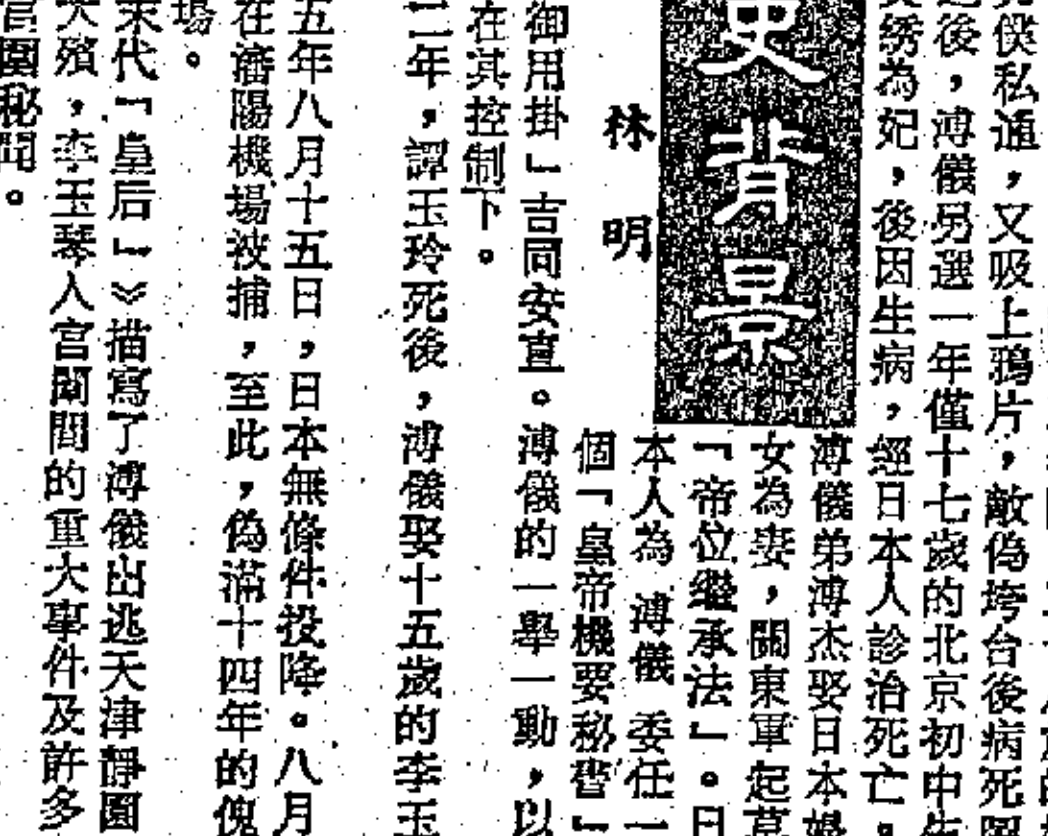 僕私通，又吸上鴉片，敵偽垮台後病死
後，溥儀另選一年僅十七歲的北京初中
綉為妃，後因生病，經日本人診治死亡。
溥儀弟溥杰娶日本
女為妻，關東軍起草
「帝位繼承法」。日
本人為溥儀委任一
個「皇帝機要秘書」
史背景
林明
御用掛」吉岡安直。溥儀的一舉一動，以
在其控制下。
二年，譚玉玲死後，溥儀娶十五歲的李玉
五年八月十五日，日本無條件投降。八月
在瀋陽機場被捕，至此，偽滿十四年的傀
場。
末代「皇后」》描寫了溥儀出逃天津靜園
大殯，李玉琴入宮闈間的重大事件及許多
宮闈秘聞。